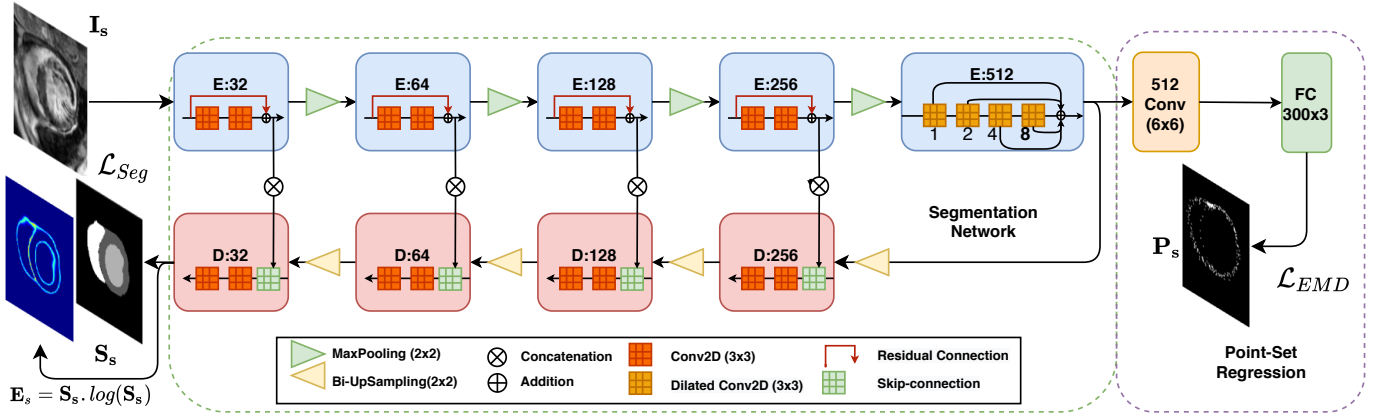 I_s
E:32
E:64
E:128
E:256
E:512
1 2 4 8
512
Conv
(6x6)
FC
300x3
ℒ_Seg
Segmentation
Network
D:32
D:64
D:128
D:256
P_s
ℒ_EMD
S_s
E_s = S_s.log(S_s)
MaxPooling (2x2)
Bi-UpSampling(2x2)
Concatenation
Addition
Conv2D (3x3)
Dilated Conv2D (3x3)
Residual Connection
Skip-connection
Point-Set
Regression